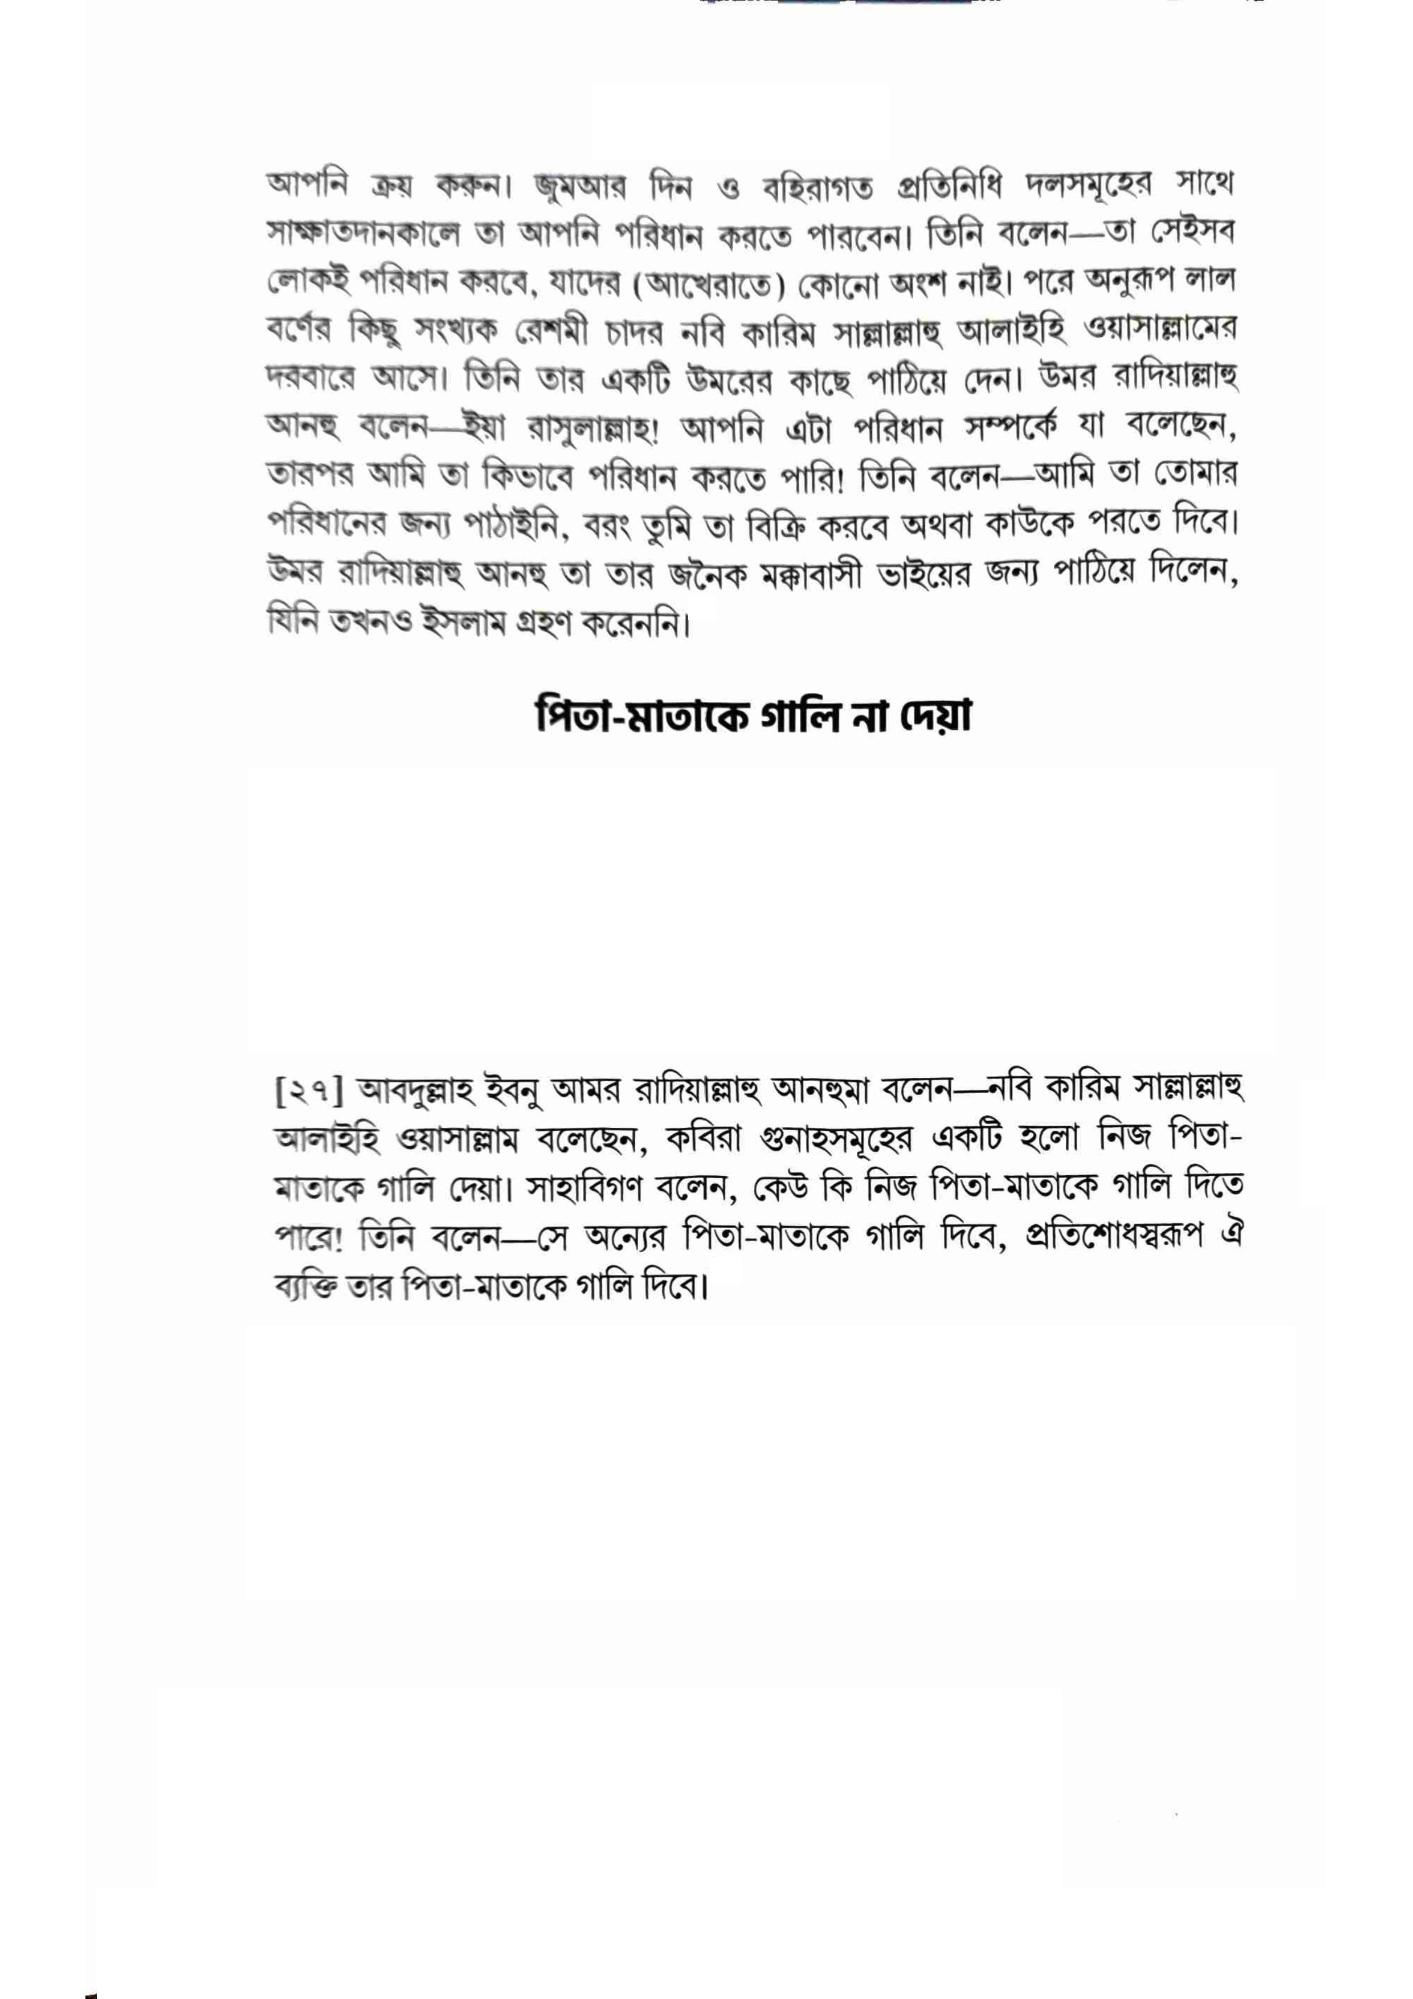 আপনি ক্রয় করুন। জুমআর দিন ও বহিরাগত প্রতিনিধি দলসমূহের সাথে
সাক্ষাতদানকালে তা আপনি পরিধান করতে পারবেন। তিনি বলেন—তা সেইসব
লোকই পরিধান করবে, যাদের (আখেরাতে) কোনো অংশ নাই। পরে অনুরূপ লাল
বর্ণের কিছু সংখ্যক রেশমী চাদর নবি কারিম সাল্লাল্লাহু আলাইহি ওয়াসাল্লামের
দরবারে আসে। তিনি তার একটি উমরের কাছে পাঠিয়ে দেন। উমর রাদিয়াল্লাহু
আনহু বলেন—ইয়া রাসুলাল্লাহ! আপনি এটা পরিধান সম্পর্কে যা বলেছেন,
তারপর আমি তা কিভাবে পরিধান করতে পারি! তিনি বলেন—আমি তা তোমার
পরিধানের জন্য পাঠাইনি, বরং তুমি তা বিক্রি করবে অথবা কাউকে পরতে দিবে।
উমর রাদিয়াল্লাহু আনহু তা তার জনৈক মক্কাবাসী ভাইয়ের জন্য পাঠিয়ে দিলেন,
যিনি তখনও ইসলাম গ্রহণ করেননি।
পিতা-মাতাকে গালি না দেয়া
[২৭] আবদুল্লাহ ইবনু আমর রাদিয়াল্লাহু আনহুমা বলেন—নবি কারিম সাল্লাল্লাহু
আলাইহি ওয়াসাল্লাম বলেছেন, কবিরা গুনাহসমূহের একটি হলো নিজ পিতা-
মাতাকে গালি দেয়া। সাহাবিগণ বলেন, কেউ কি নিজ পিতা-মাতাকে গালি দিতে
পারে! তিনি বলেন—সে অন্যের পিতা-মাতাকে গালি দিবে, প্রতিশোধস্বরূপ ঐ
ব্যক্তি তার পিতা-মাতাকে গালি দিবে।